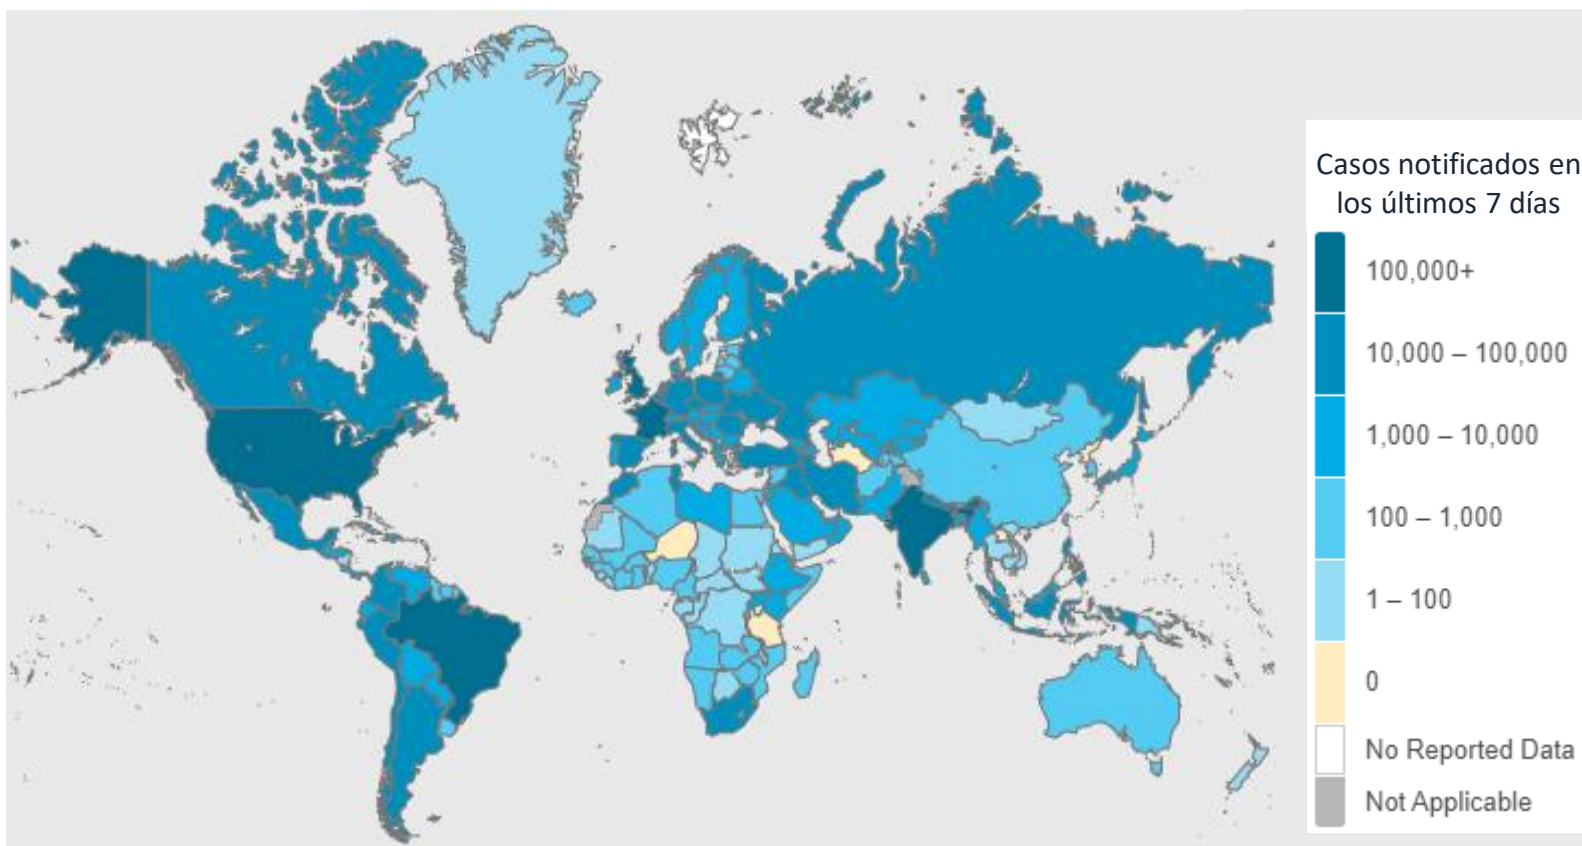 Casos notificados en
los últimos 7 días
100,000+
10,000 – 100,000
1,000 – 10,000
100 – 1,000
1 – 100
0
No Reported Data
Not Applicable